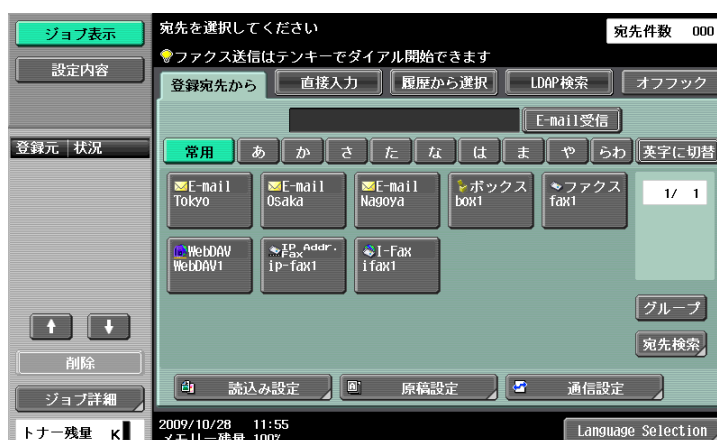 ジョブ表示
設定内容
登録元 状況
削除
ジョブ詳細
トナー残量 K
宛先を選択してください
宛先件数 000
ファクス送信はテンキーでダイアル開始できます
登録宛先から 直接入力 履歴から選択 LDAP検索 オフフック
E-mail受信
常用 あ か さ た な は ま や らわ 英字に切替
E-mail Tokyo
E-mail Osaka
E-mail Nagoya
ボックス box1
ファクス fax1
1/ 1
WebDAV WebDAV1
IP Addr. Fax ip-fax1
I-Fax ifax1
グループ
宛先検索
読込み設定 原稿設定 通信設定
2009/10/28 11:55
メモリー残量 100%
Language Selection